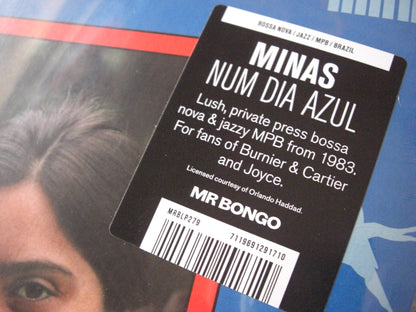 BOSSA NOVA / JAZZ / MPB / BRAZIL
MINAS
NUM DIA AZUL
Lush, private press bossa
nova & jazzy MPB from 1983.
For fans of Burnier & Cartier
and Joyce.
Licensed courtesy of Orlando Haddad.
MR BONGO
MRBLP279
7119691291710